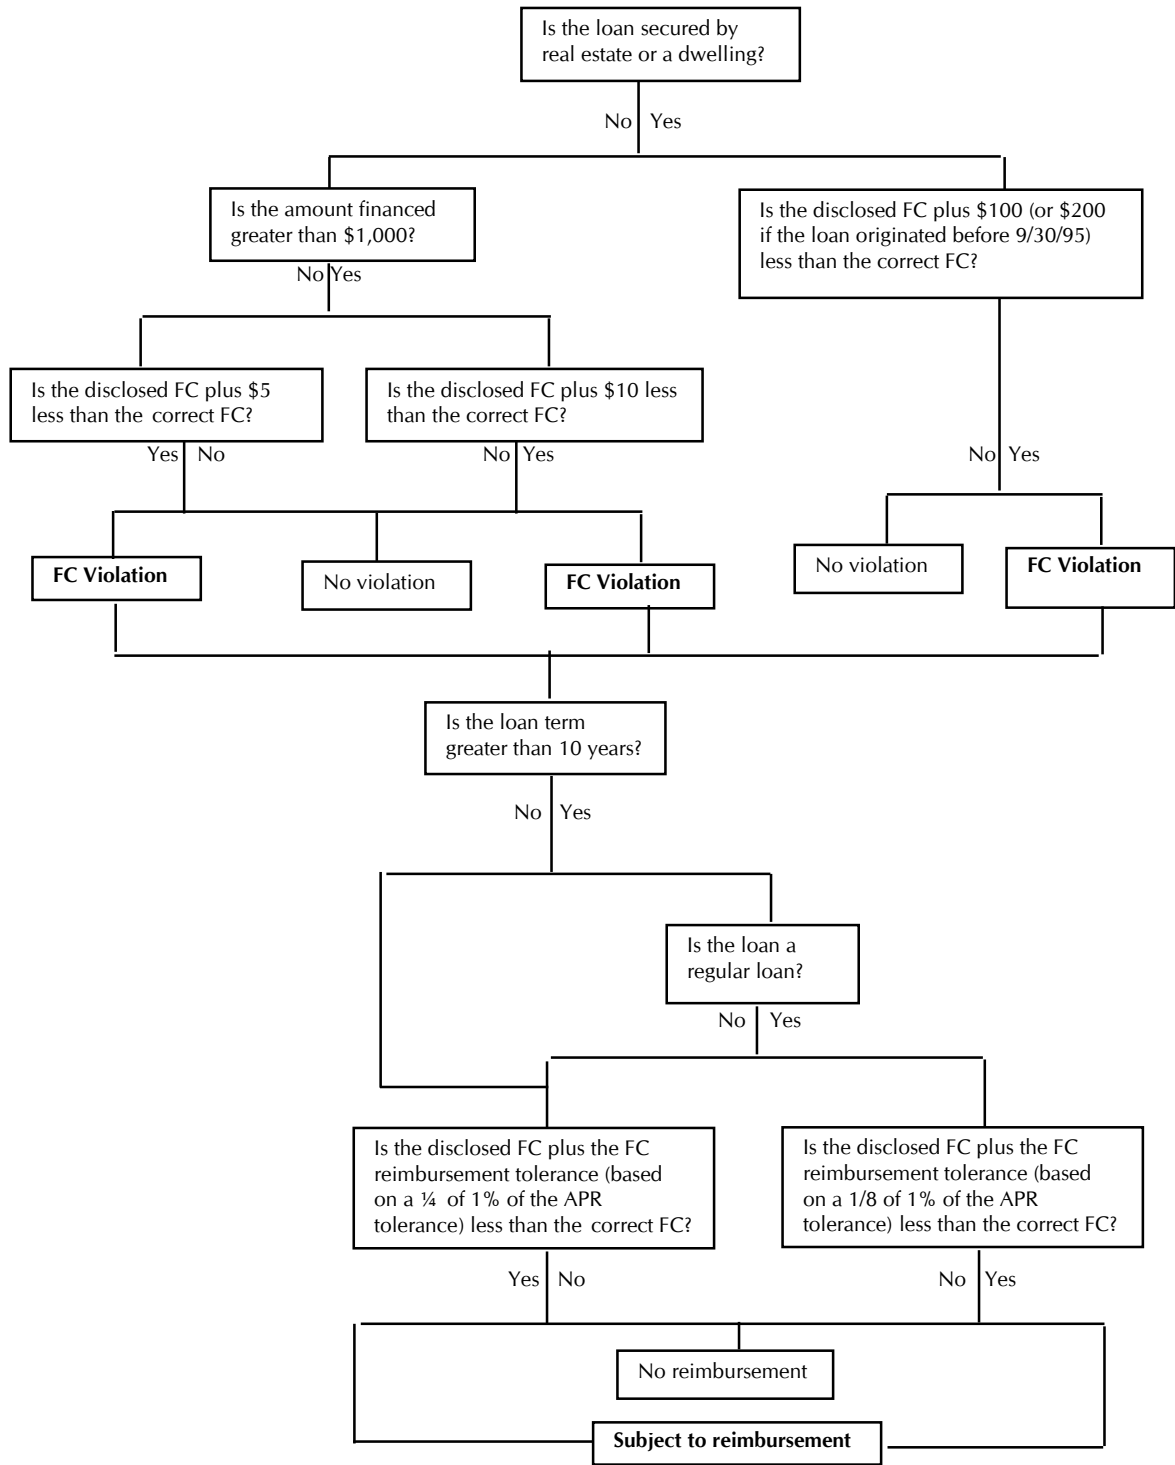 Is the loan secured by
real estate or a dwelling?
No Yes
Is the amount financed
greater than $1,000?
No Yes
Is the disclosed FC plus $100 (or $200
if the loan originated before 9/30/95)
less than the correct FC?
Is the disclosed FC plus $5
less than the correct FC?
Yes No
Is the disclosed FC plus $10 less
than the correct FC?
No Yes
No Yes
FC Violation
No violation
FC Violation
No violation
FC Violation
Is the loan term
greater than 10 years?
No Yes
Is the loan a
regular loan?
No Yes
Is the disclosed FC plus the FC
reimbursement tolerance (based
on a ¼ of 1% of the APR
tolerance) less than the correct FC?
Yes No
Is the disclosed FC plus the FC
reimbursement tolerance (based
on a 1/8 of 1% of the APR
tolerance) less than the correct FC?
No Yes
No reimbursement
Subject to reimbursement